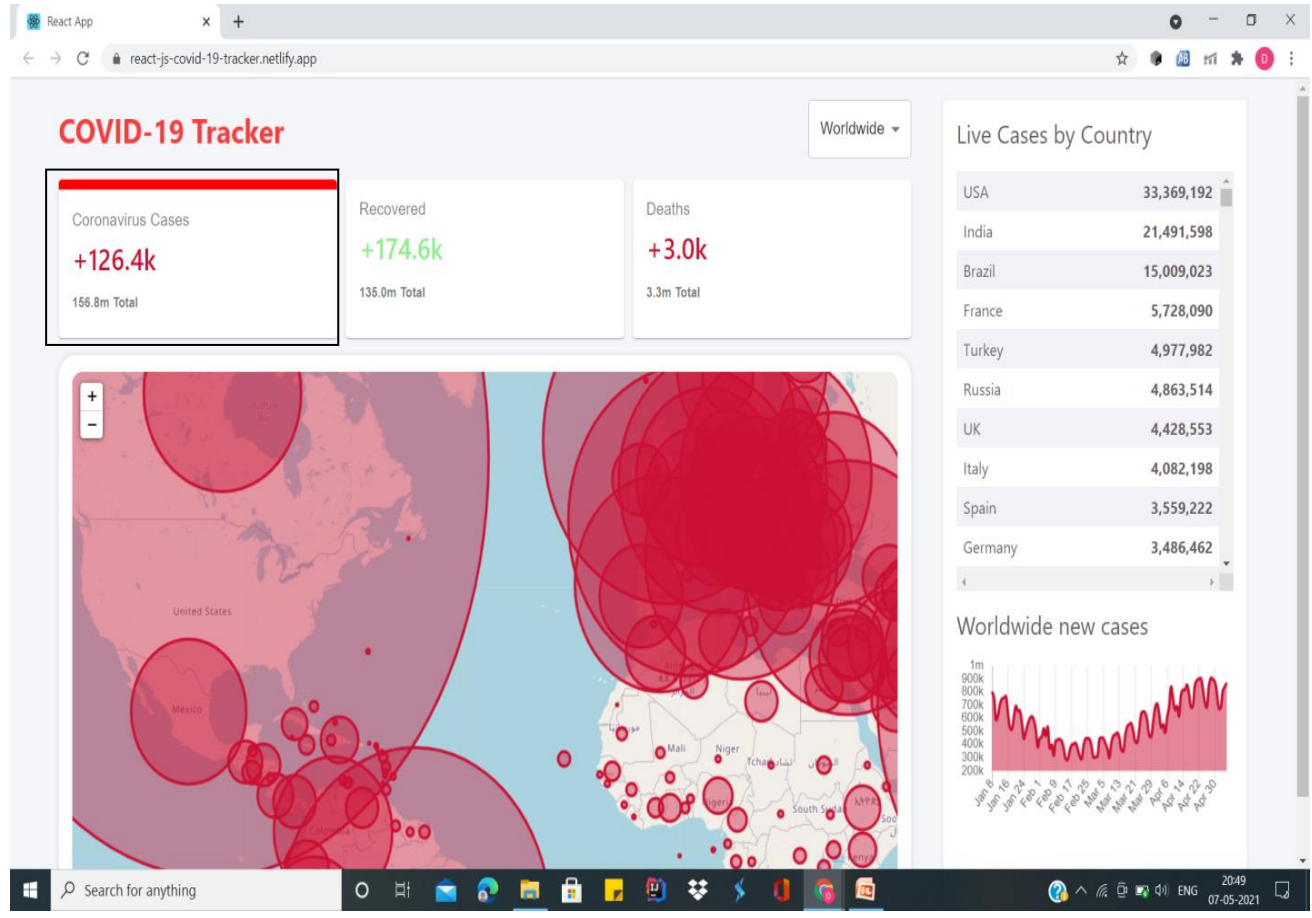 React App
react-js-covid-19-tracker.netlify.app
COVID-19 Tracker
Worldwide
Coronavirus Cases
+126.4k
156.8m Total
Recovered
+174.6k
135.0m Total
Deaths
+3.0k
3.3m Total
+
−
United States
México
Colombia
Mali
Niger
South Sudan
Kenya
Live Cases by Country
USA 33,369,192
India 21,491,598
Brazil 15,009,023
France 5,728,090
Turkey 4,977,982
Russia 4,863,514
UK 4,428,553
Italy 4,082,198
Spain 3,559,222
Germany 3,486,462
Worldwide new cases
1m
900k
800k
700k
600k
500k
400k
300k
200k
Jan 8
Jan 16
Jan 24
Feb 1
Feb 9
Feb 17
Feb 25
Mar 5
Mar 13
Mar 21
Mar 29
Apr 6
Apr 14
Apr 22
Apr 30
Search for anything
ENG
20:49
07-05-2021